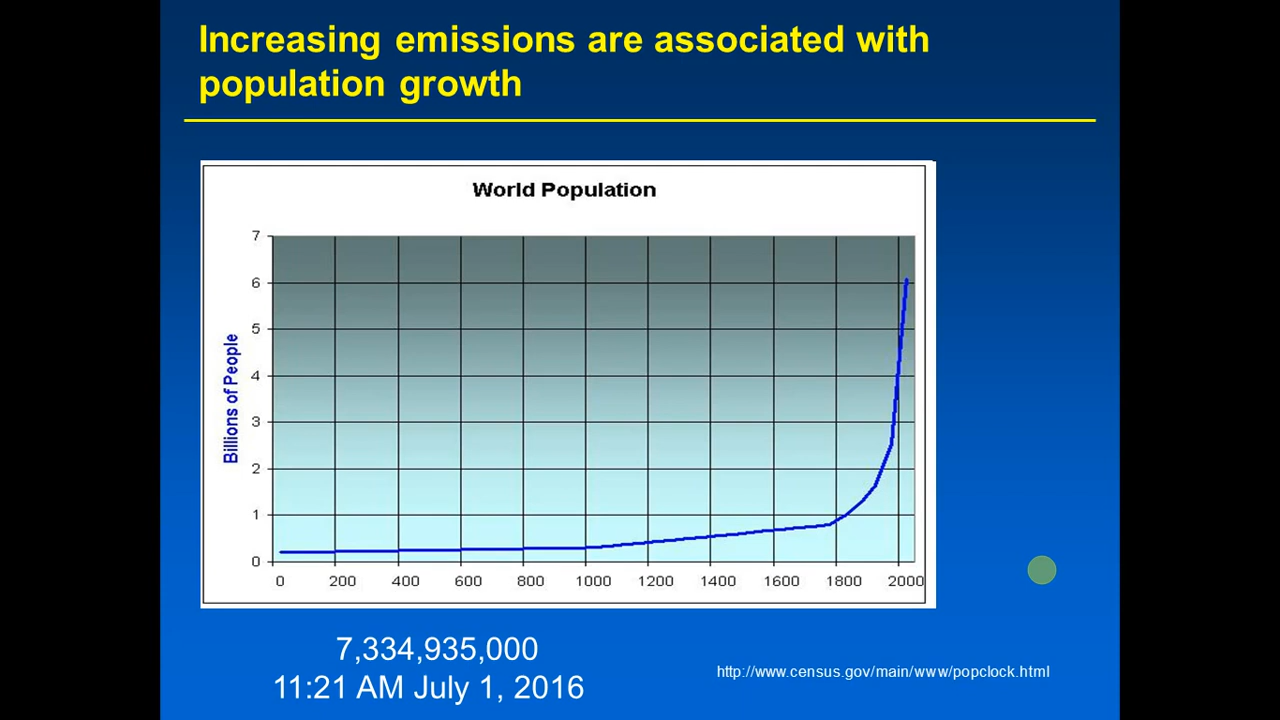 Increasing emissions are associated with
population growth
World Population
Billions of People
7
6
5
4
3
2
1
0
0 200 400 600 800 1000 1200 1400 1600 1800 2000
7,334,935,000
11:21 AM July 1, 2016
http://www.census.gov/main/www/popclock.html